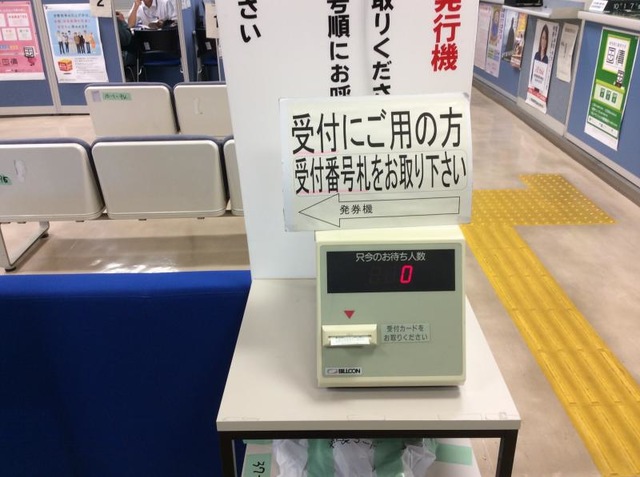 さい
号順にお呼
取りくださ
発行機
2
受付にご用の方
受付番号札をお取り下さい
発券機
只今のお待ち人数
0
受付カードを
お取りください
BILLCON
国債